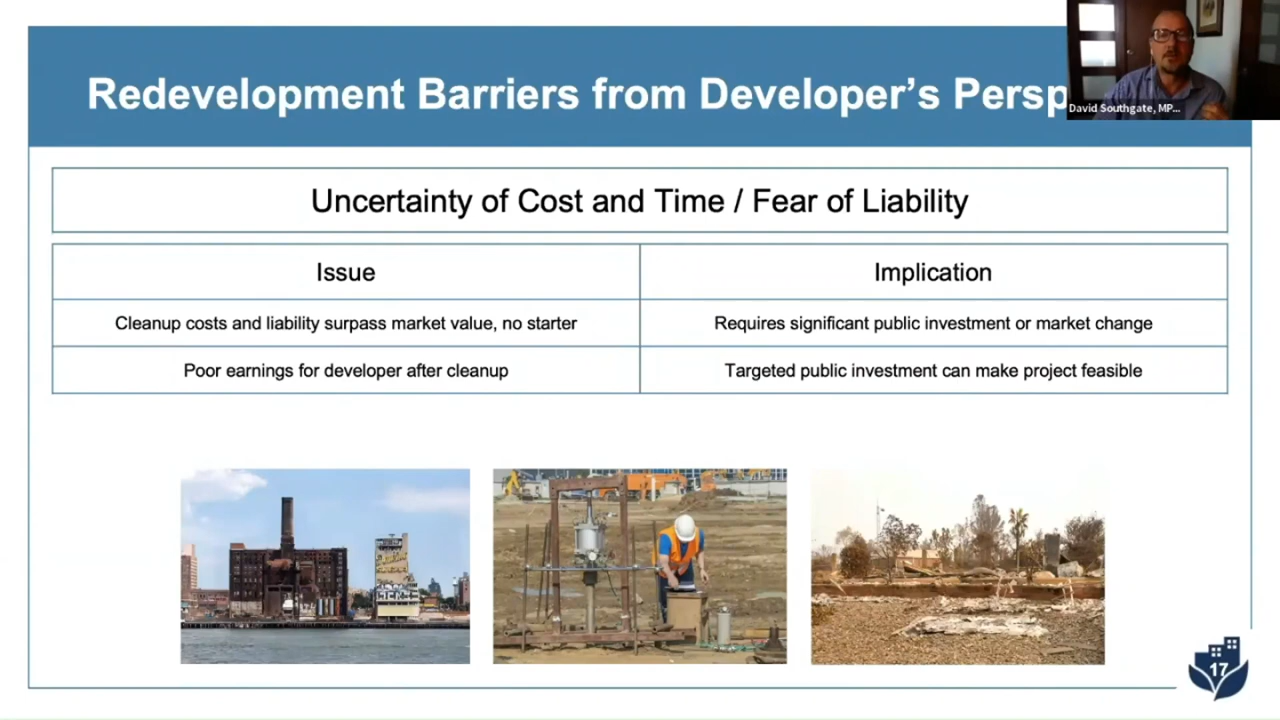 Redevelopment Barriers from Developer's Persp
David Southgate, MP...
Uncertainty of Cost and Time / Fear of Liability
Issue
Implication
Cleanup costs and liability surpass market value, no starter
Requires significant public investment or market change
Poor earnings for developer after cleanup
Targeted public investment can make project feasible
17